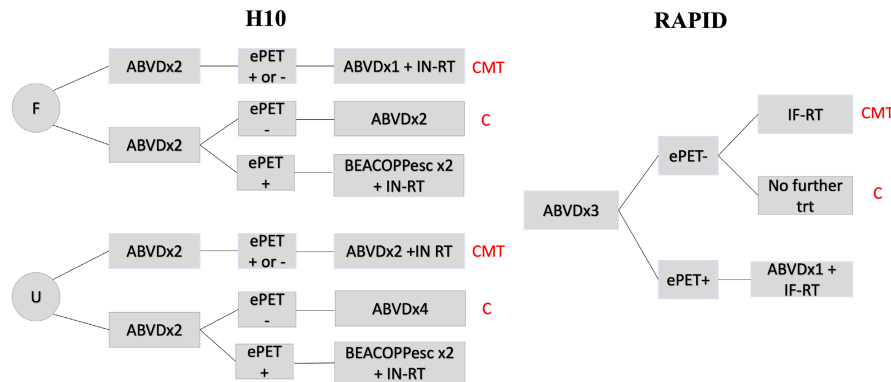 H10
RAPID
F
ABVDx2
ePET
+ or -
ABVDx1 + IN-RT
CMT
ABVDx2
ePET
-
ABVDx2
C
ePET
+
BEACOPPesc x2
+ IN-RT
U
ABVDx2
ePET
+ or -
ABVDx2 +IN RT
CMT
ABVDx2
ePET
-
ABVDx4
C
ePET
+
BEACOPPesc x2
+ IN-RT
ABVDx3
ePET-
IF-RT
CMT
No further
trt
C
ePET+
ABVDx1 +
IF-RT